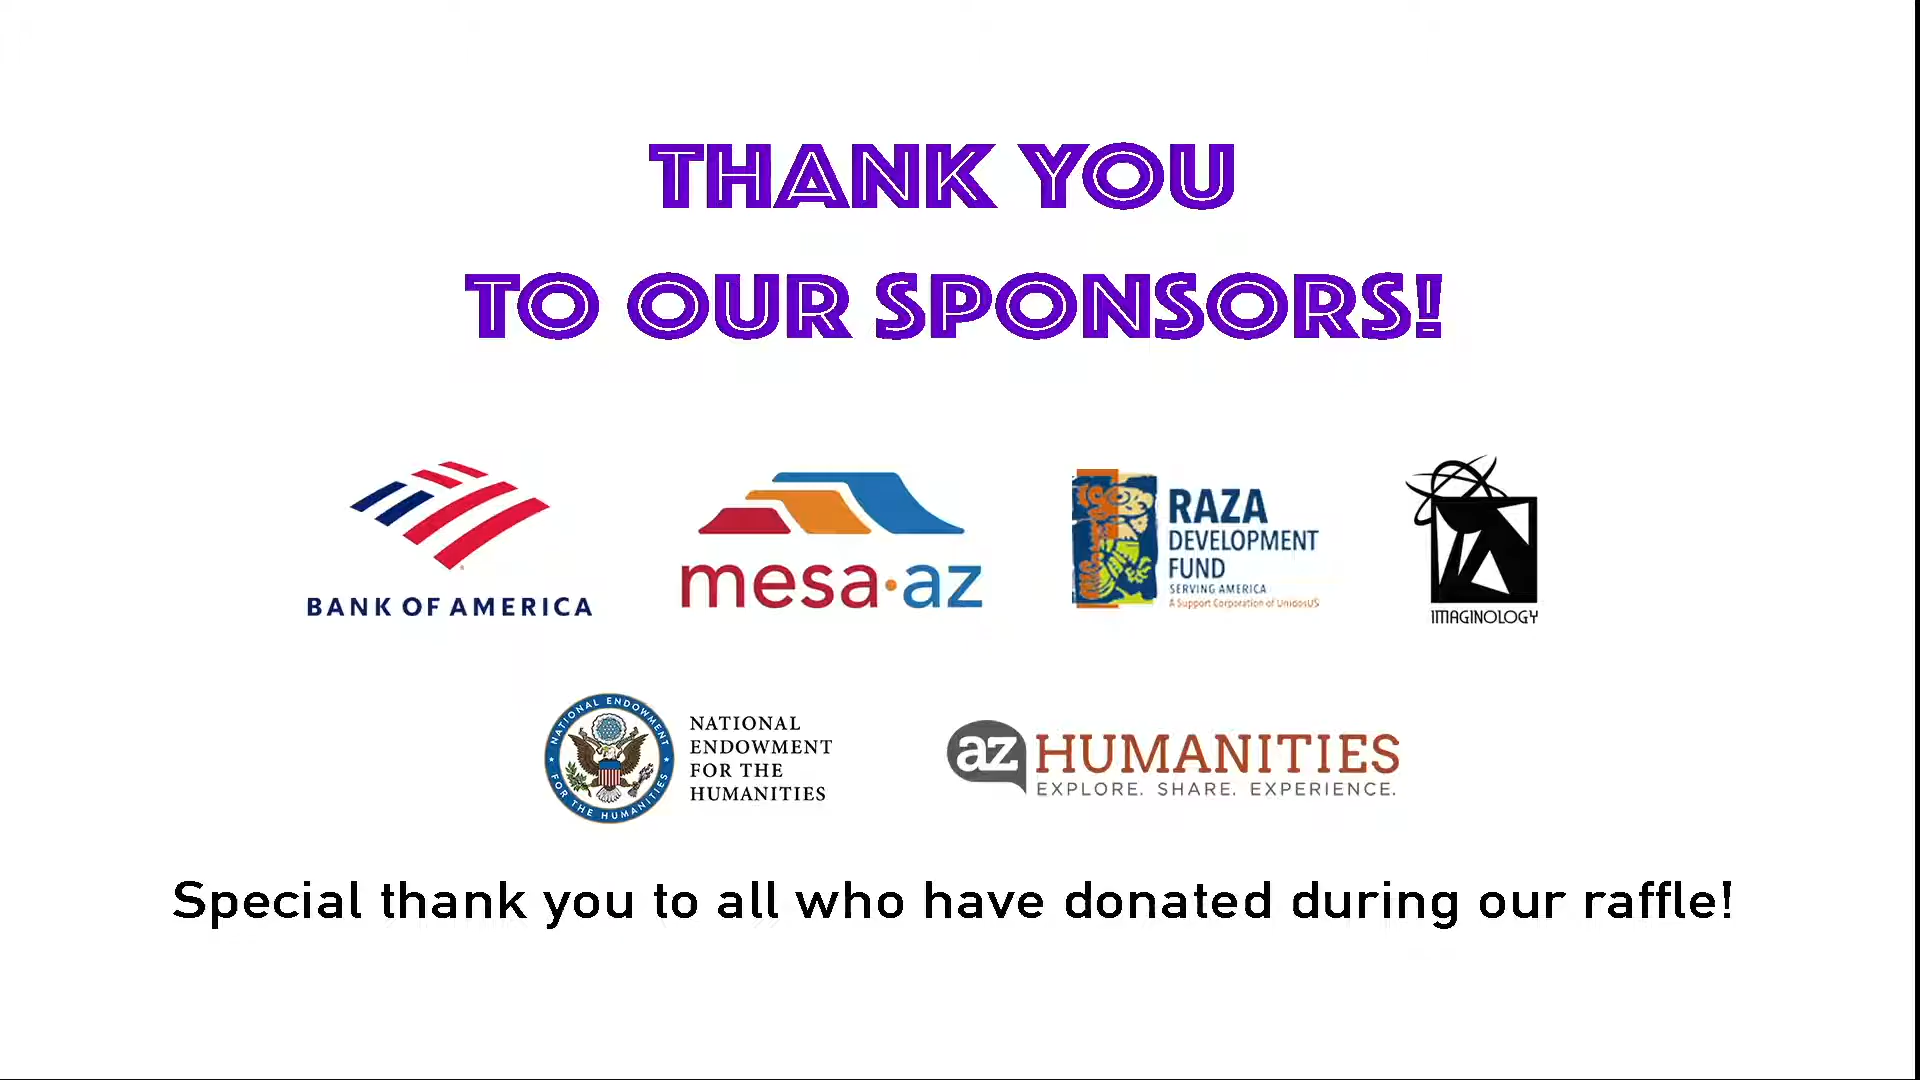 THANK YOU
TO OUR SPONSORS!
BANK OF AMERICA
mesa·az
RAZA
DEVELOPMENT
FUND
SERVING AMERICA
A Support Corporation of UnidosUS
IMAGINOLOGY
NATIONAL ENDOWMENT
FOR THE HUMANITIES
NATIONAL
ENDOWMENT
FOR THE
HUMANITIES
az HUMANITIES
EXPLORE. SHARE. EXPERIENCE.
Special thank you to all who have donated during our raffle!